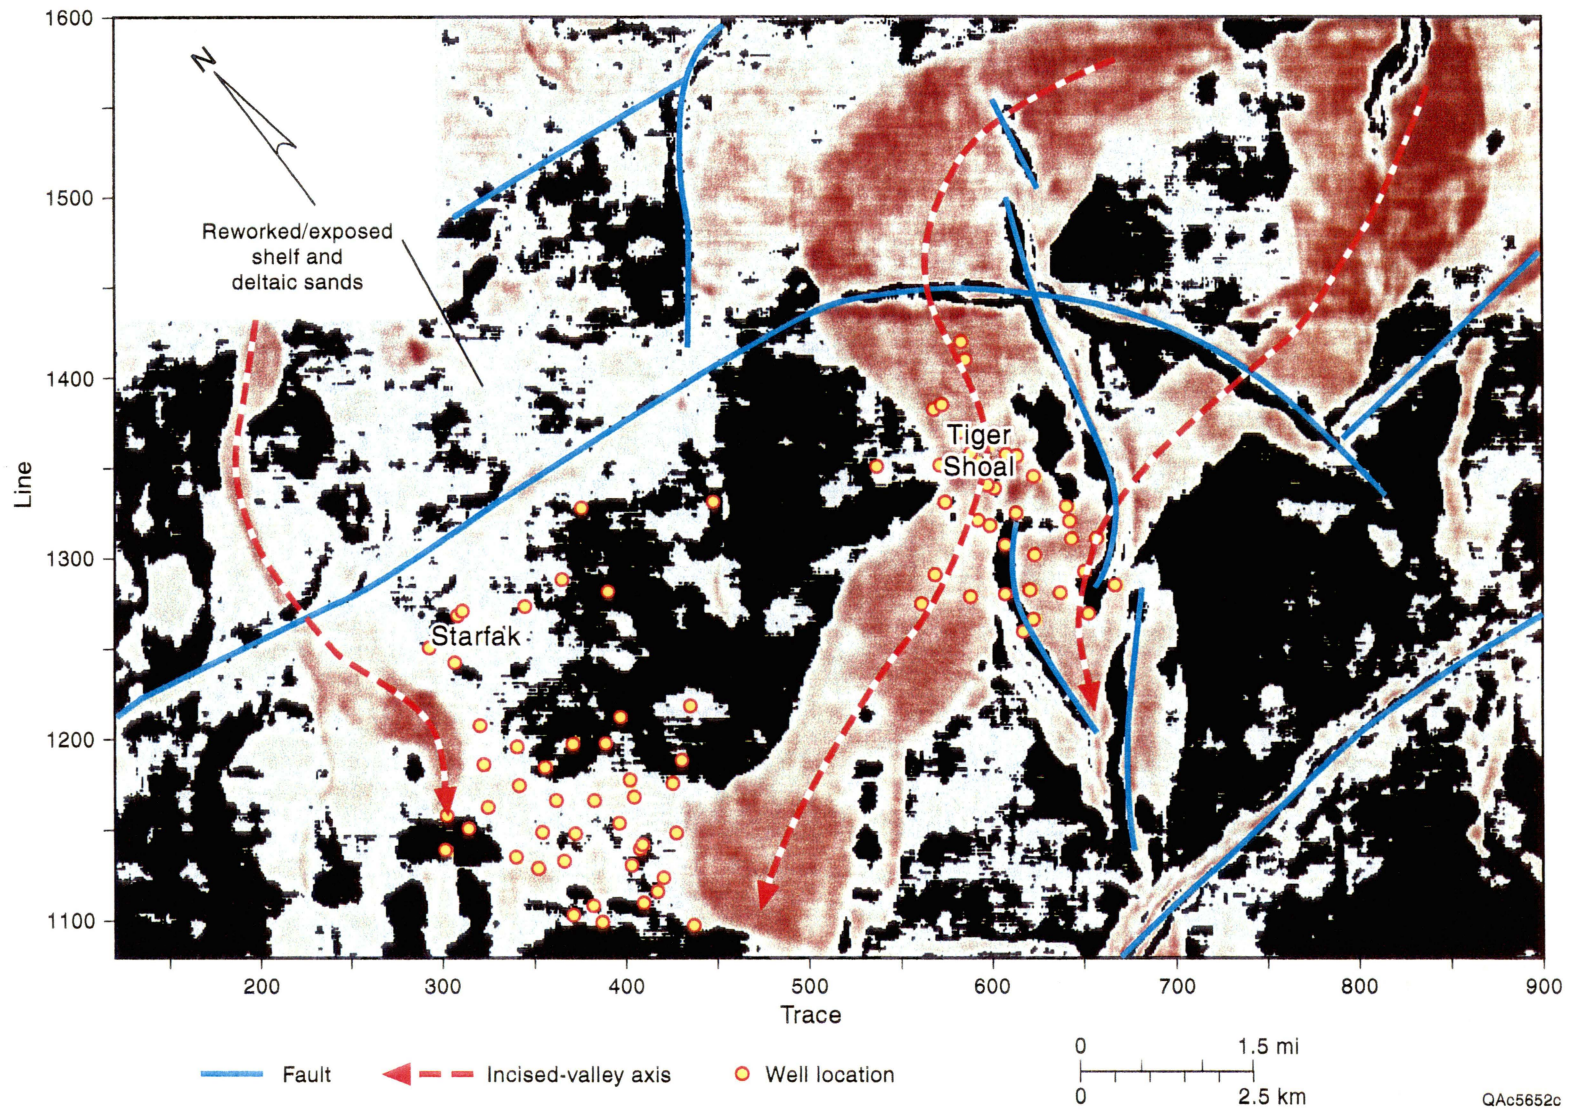 1600
1500
1400
1300
1200
1100
Line
N
Reworked/exposed
shelf and
deltaic sands
Tiger
Shoal
Starfak
200 300 400 500 600 700 800 900
Trace
Fault Incised-valley axis Well location
0 1.5 mi
0 2.5 km
QAc5652c